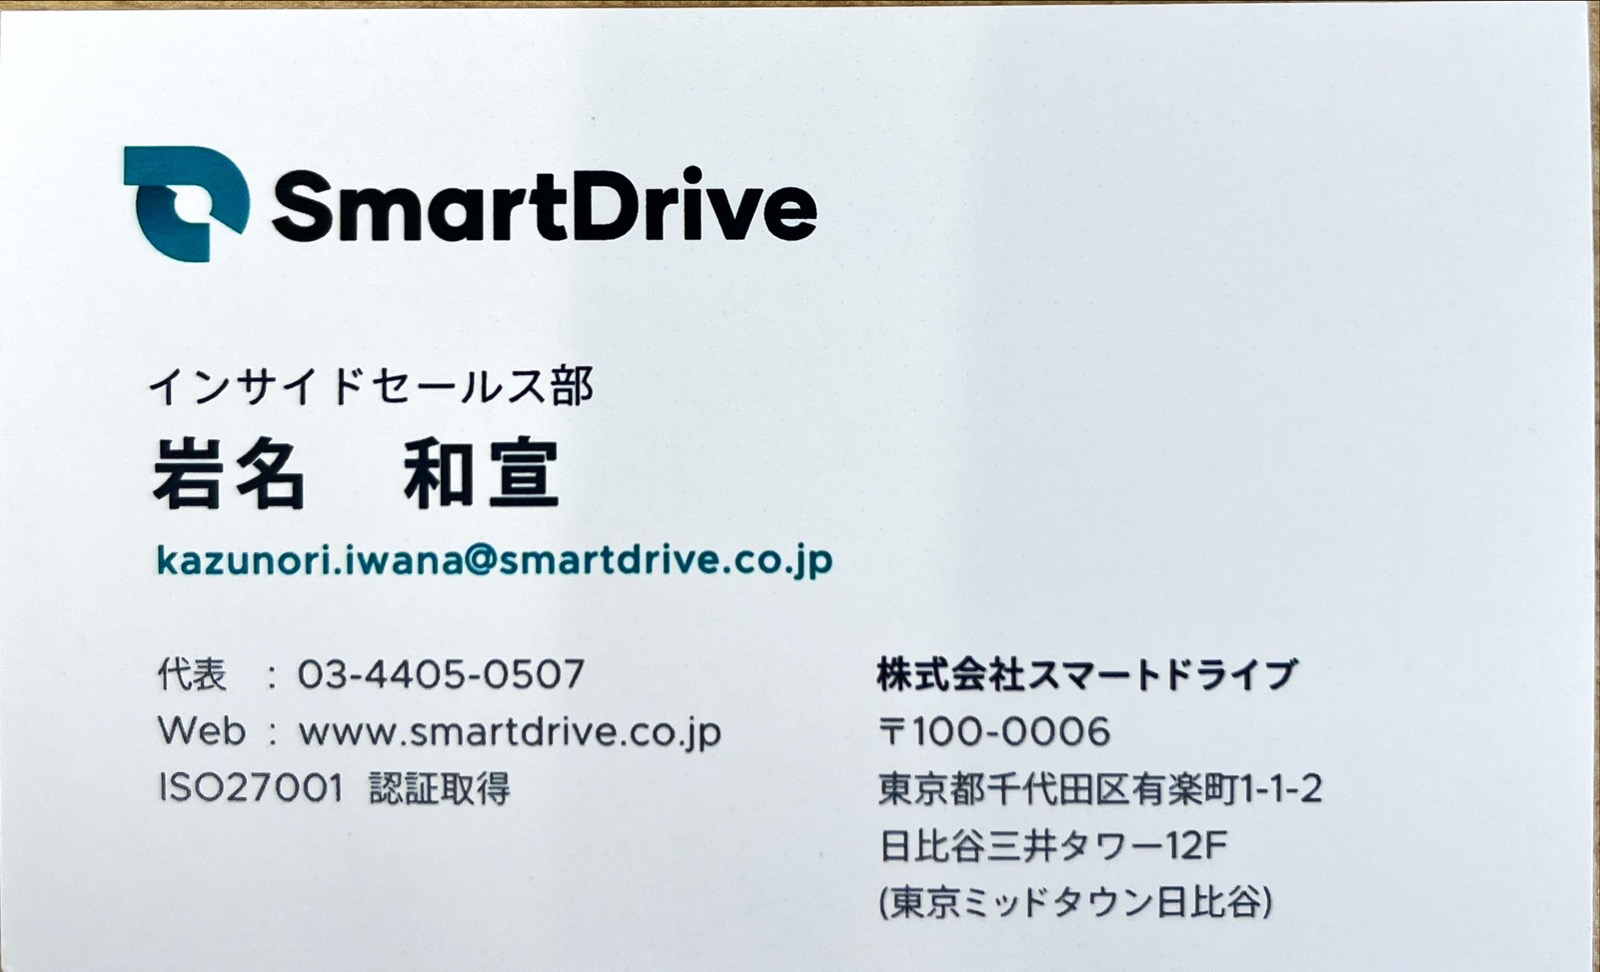 SmartDrive
インサイドセールス部
岩名　和宣
kazunori.iwana@smartdrive.co.jp
代表　: 03-4405-0507
Web : www.smartdrive.co.jp
ISO27001 認証取得
株式会社スマートドライブ
〒100-0006
東京都千代田区有楽町1-1-2
日比谷三井タワー12F
(東京ミッドタウン日比谷)